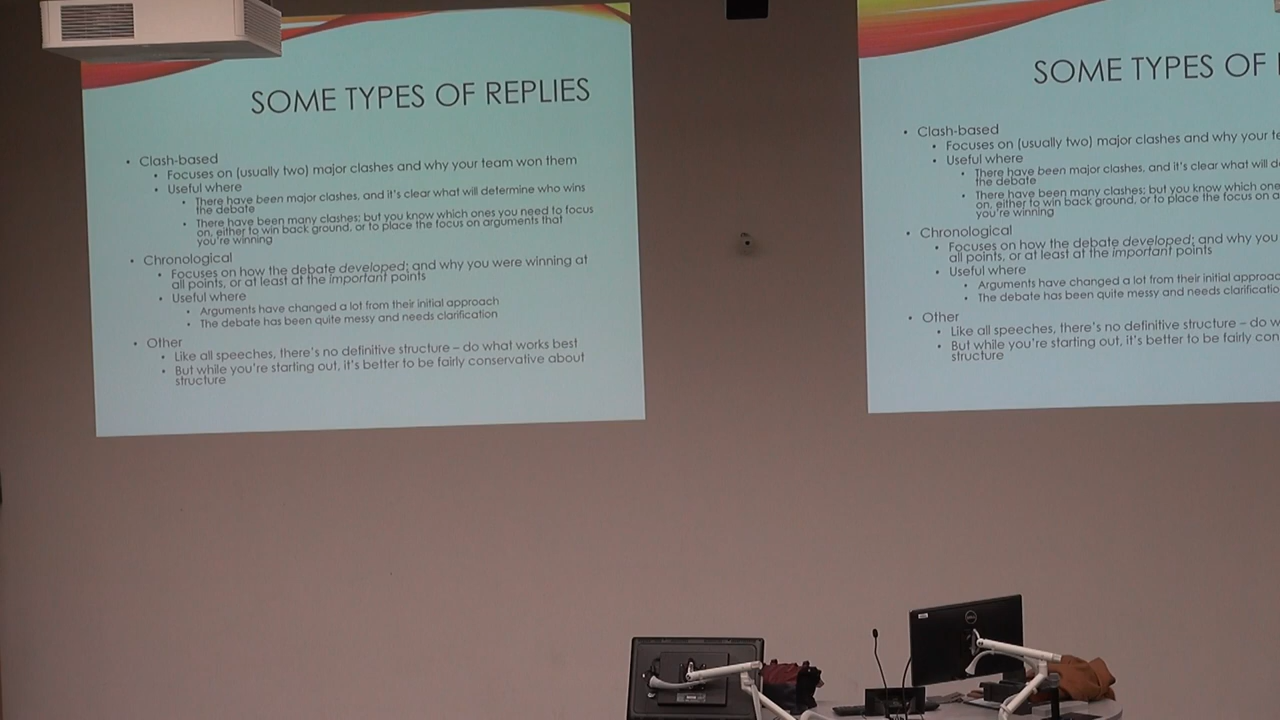 SOME TYPES OF REPLIES
• Clash-based
• Focuses on (usually two) major clashes and why your team won them
• Useful where
• There have been major clashes, and it's clear what will determine who wins
the debate
• There have been many clashes; but you know which ones you need to focus
on, either to win back ground, or to place the focus on arguments that
you're winning
• Chronological
• Focuses on how the debate developed; and why you were winning at
all points, or at least at the important points
• Useful where
• Arguments have changed a lot from their initial approach
• The debate has been quite messy and needs clarification
• Other
• Like all speeches, there's no definitive structure – do what works best
• But while you're starting out, it's better to be fairly conservative about
structure
SOME TYPES OF
• Clash-based
• Focuses on (usually two) major clashes and why your
• Useful where
• There have been major clashes, and it's clear what will
the debate
• There have been many clashes; but you know which one
on, either to win back ground, or to place the focus on
you're winning
• Chronological
• Focuses on how the debate developed; and why you
all points, or at least at the important points
• Useful where
• Arguments have changed a lot from their initial
• The debate has been quite messy and needs
• Other
• Like all speeches, there's no definitive structure – do
• But while you're starting out, it's better to be fairly
structure
DELL